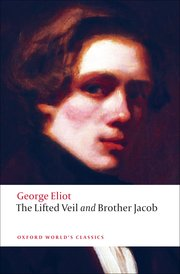 George Eliot
The Lifted Veil and Brother Jacob
OXFORD WORLD'S CLASSICS